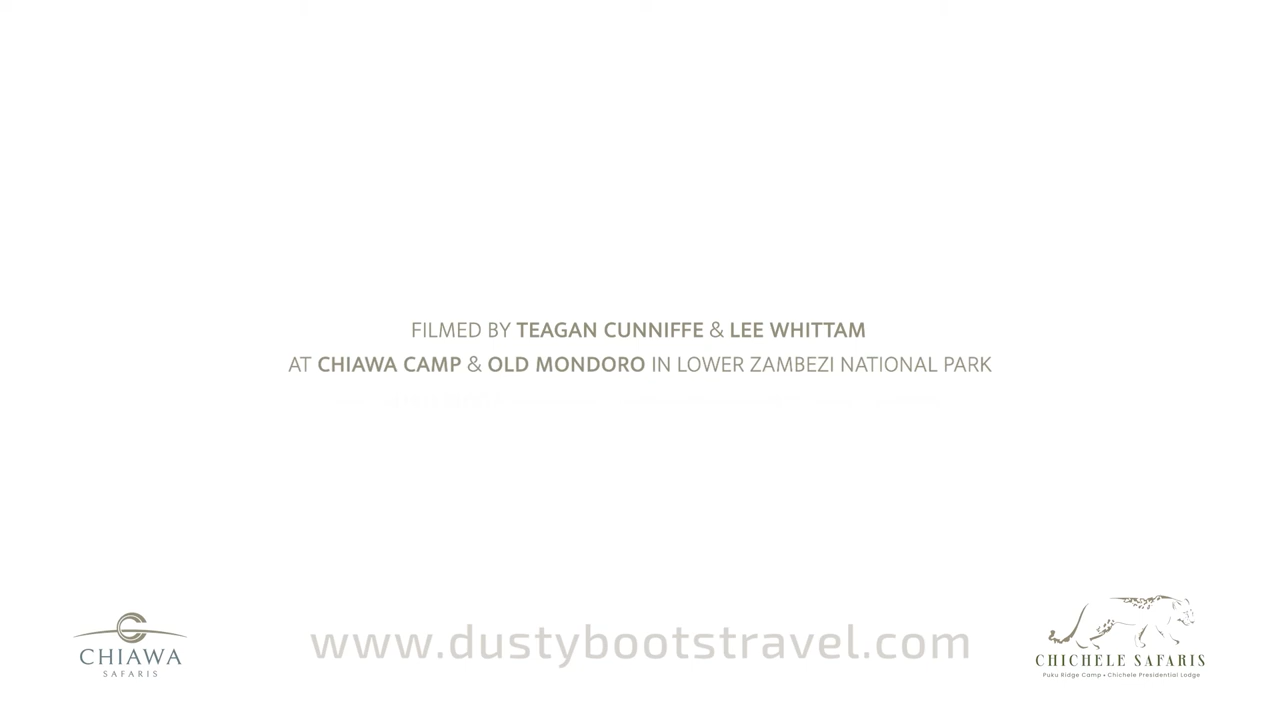 FILMED BY TEAGAN CUNNIFFE & LEE WHITTAM
AT CHIAWA CAMP & OLD MONDORO IN LOWER ZAMBEZI NATIONAL PARK
CHIAWA
SAFARIS
www.dustybootstravel.com
CHICHELE SAFARIS
Puku Ridge Camp • Chichele Presidential Lodge